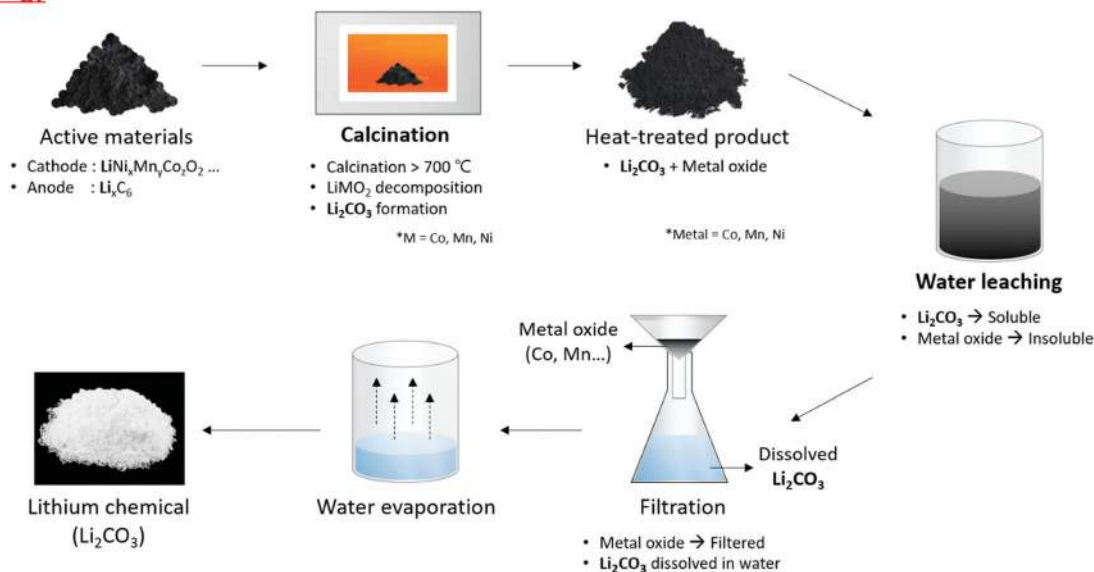 Active materials
• Cathode : LiNiₓMnᵧCo₂O₂ ...
• Anode : LiₓC₆
Calcination
• Calcination > 700 ℃
• LiMO₂ decomposition
• Li₂CO₃ formation
*M = Co, Mn, Ni
Heat-treated product
• Li₂CO₃ + Metal oxide
*Metal = Co, Mn, Ni
Water leaching
• Li₂CO₃ → Soluble
• Metal oxide → Insoluble
Metal oxide
(Co, Mn...)
Dissolved
Li₂CO₃
Filtration
• Metal oxide → Filtered
• Li₂CO₃ dissolved in water
Water evaporation
Lithium chemical
(Li₂CO₃)